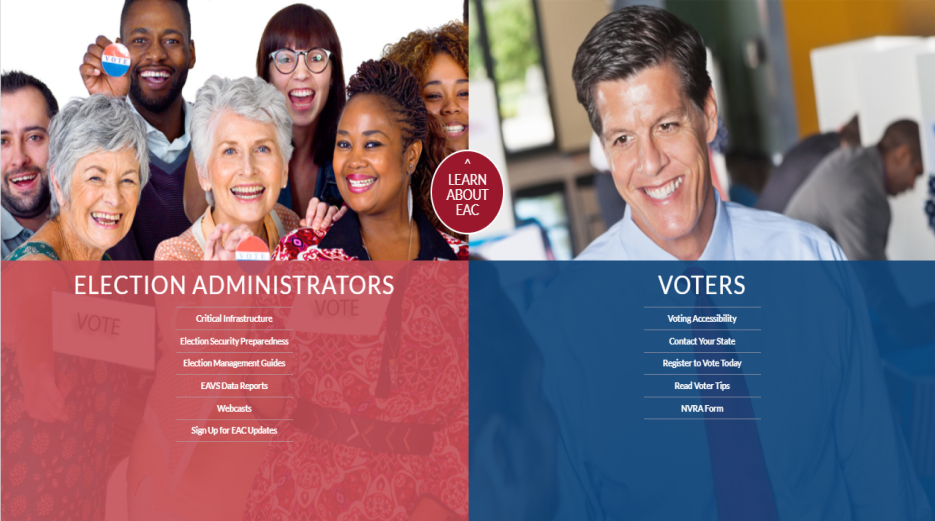 VOTE
VOTE
^
LEARN
ABOUT
EAC
ELECTION ADMINISTRATORS
Critical Infrastructure
Election Security Preparedness
Election Management Guides
EAVS Data Reports
Webcasts
Sign Up for EAC Updates
VOTE
VOTE
VOTERS
Voting Accessibility
Contact Your State
Register to Vote Today
Read Voter Tips
NVRA Form